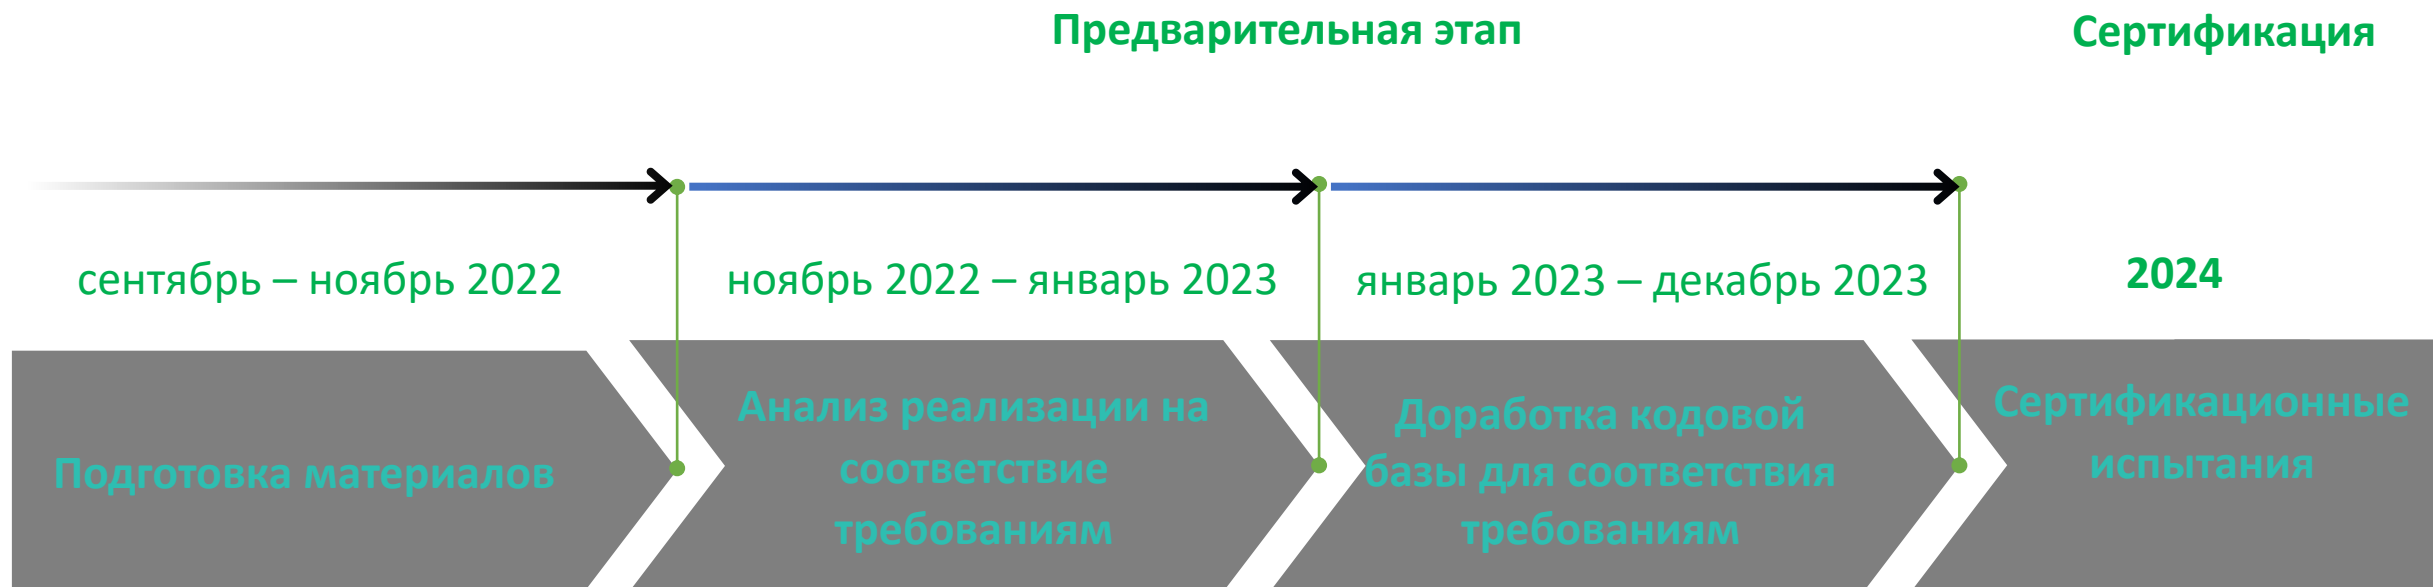 Предварительная этап
Сертификация
сентябрь – ноябрь 2022
ноябрь 2022 – январь 2023
январь 2023 – декабрь 2023
2024
Подготовка материалов
Анализ реализации на
соответствие
требованиям
Доработка кодовой
базы для соответствия
требованиям
Сертификационные
испытания